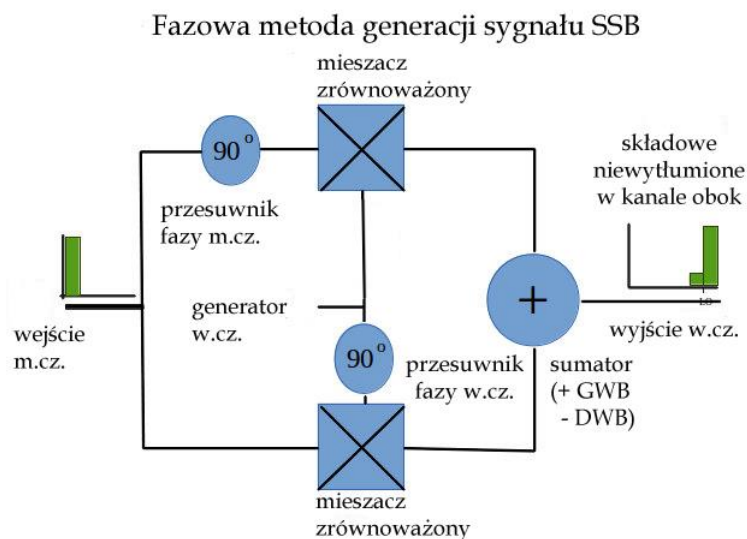 Fazowa metoda generacji sygnału SSB
mieszacz
zrównoważony
90°
składowe
niewytłumione
w kanale obok
przesuwnik
fazy m.cz.
generator
w.cz.
+
LO
wejście
m.cz.
wyjście w.cz.
90°
przesuwnik
fazy w.cz.
sumator
(+ GWB
- DWB)
mieszacz
zrównoważony